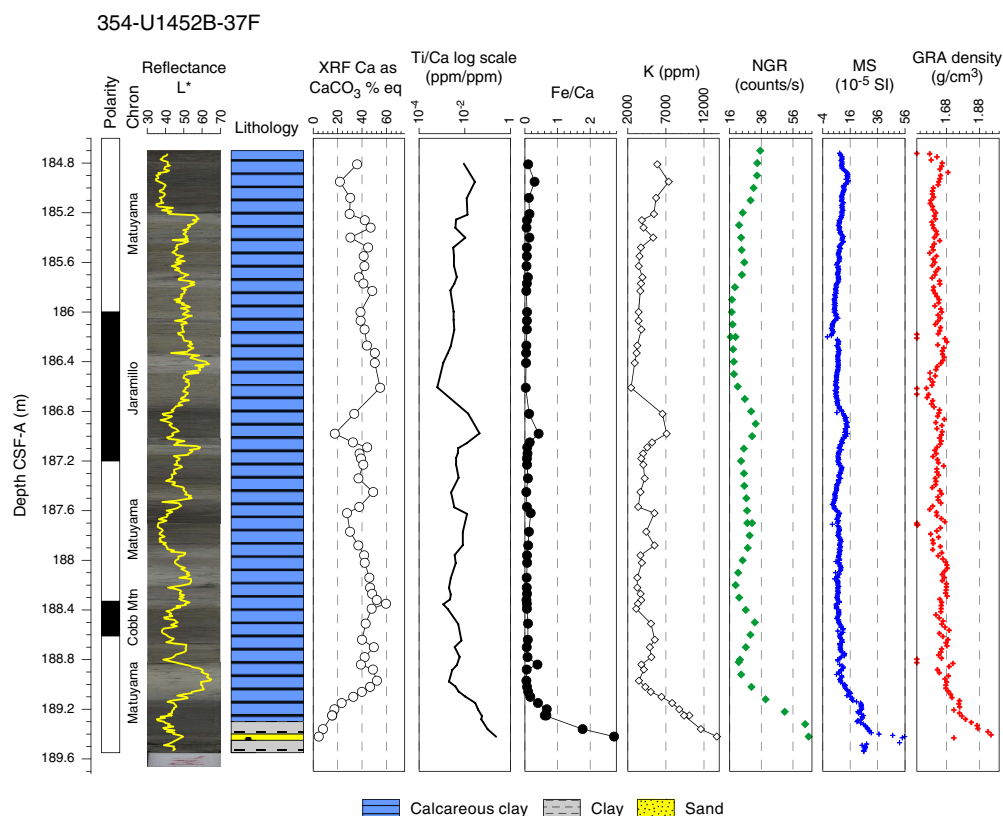 354-U1452B-37F
Polarity
Chron
Reflectance
L*
30 40 50 60 70
Lithology
XRF Ca as
CaCO3 % eq
0 20 40 60
Ti/Ca log scale
(ppm/ppm)
10-4 10-2 1
Fe/Ca
0 1 2
K (ppm)
2000 7000 12000
NGR
(counts/s)
16 36 56
MS
(10-5 SI)
-4 16 36 56
GRA density
(g/cm3)
1.68 1.88
Depth CSF-A (m)
184.8
185.2
185.6
186
186.4
186.8
187.2
187.6
188
188.4
188.8
189.2
189.6
Matuyama
Jaramillo
Matuyama
Cobb Mtn
Matuyama
Calcareous clay
Clay
Sand